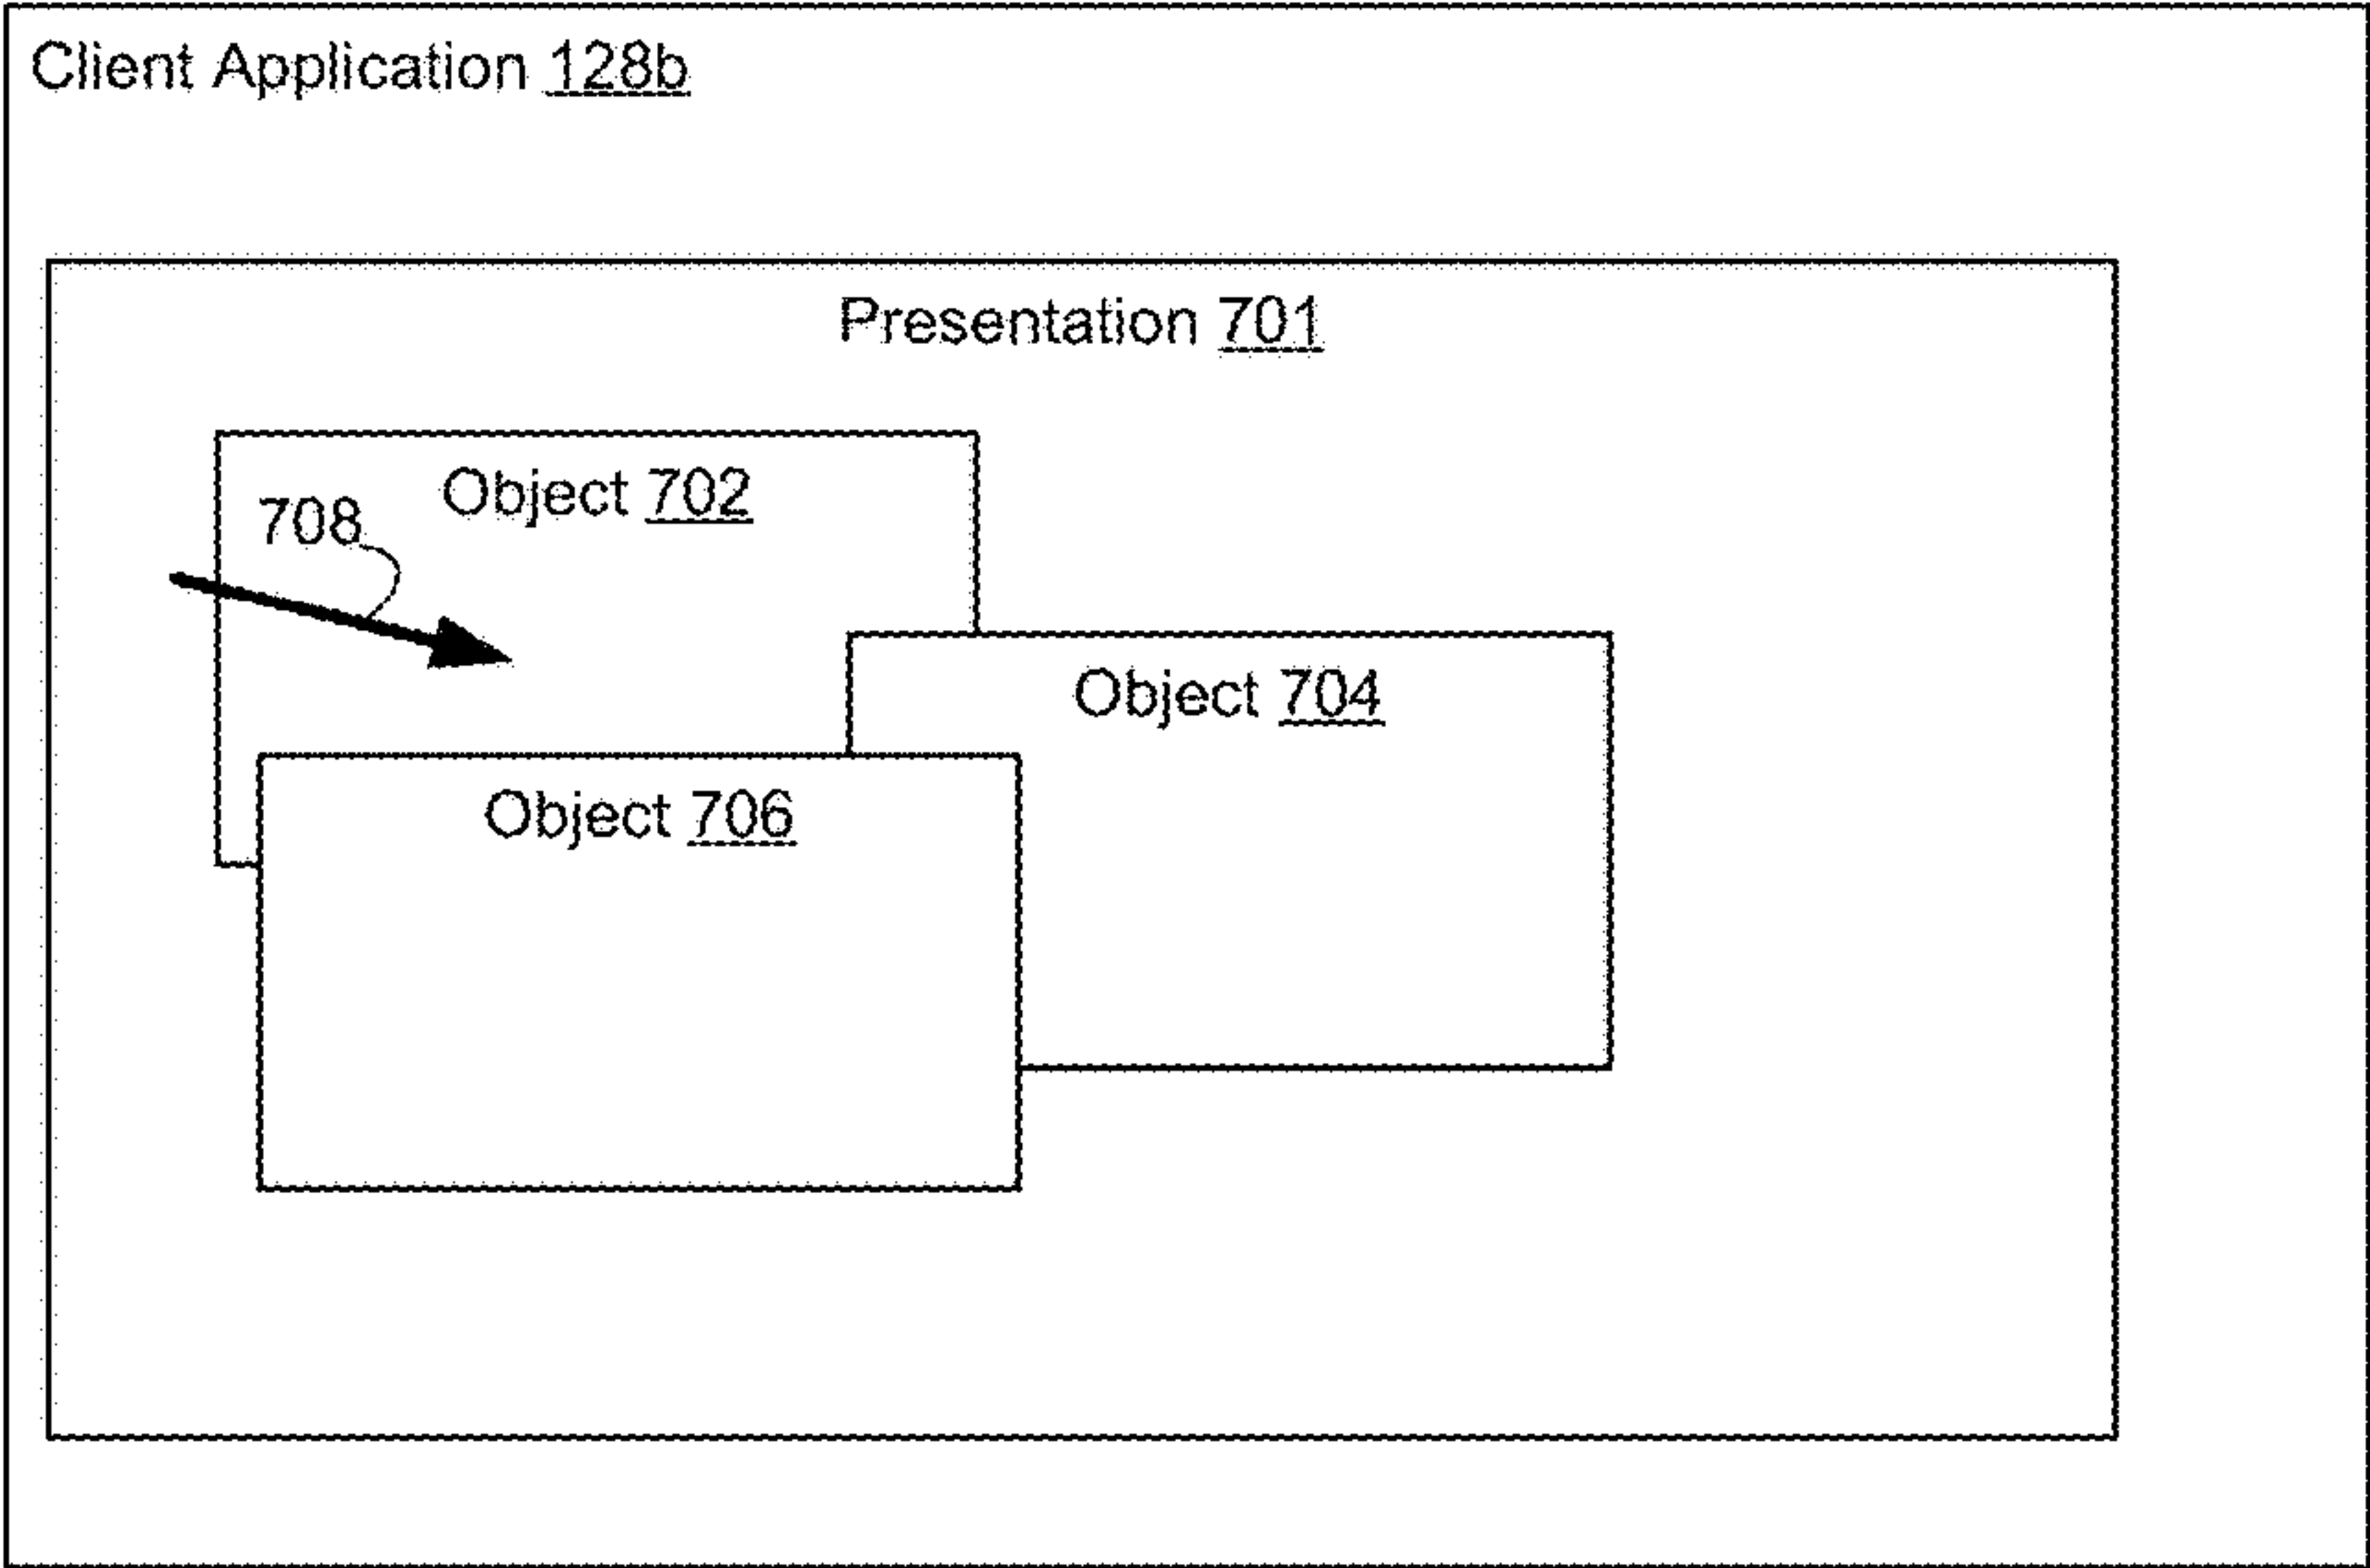 Client Application 128b
Presentation 701
Object 702
708
Object 704
Object 706